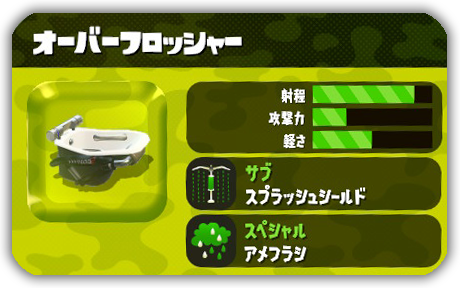 オーバーフロッシャー
射程
攻撃力
軽さ
サブ
スプラッシュシールド
スペシャル
アメフラシ